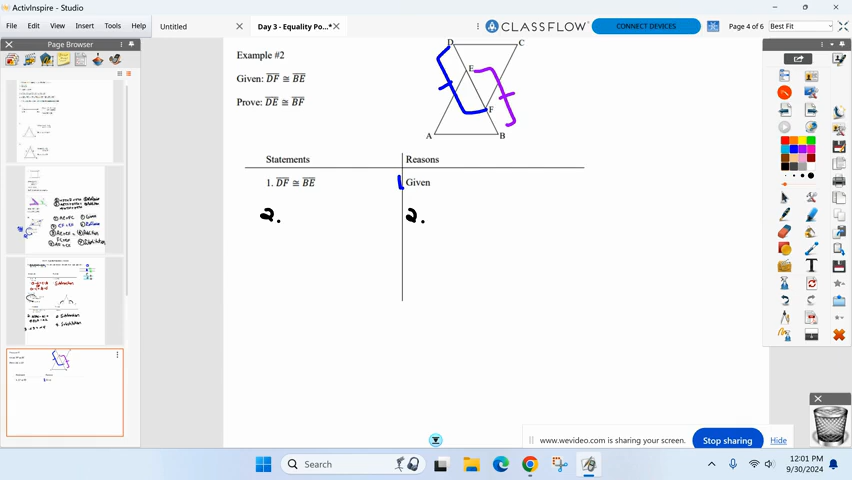 ActivInspire - Studio
File Edit View Insert Tools Help
Untitled
Day 3 - Equality Po...*
CLASSFLOW
CONNECT DEVICES
Page 4 of 6
Best Fit
Page Browser
Example #2
Given: DF ≅ BE
Prove: DE ≅ BF
D C
E
F
A B
Statements Reasons
1. DF ≅ BE Given
2. 2.
www.wevideo.com is sharing your screen.
Stop sharing
Hide
Search
12:01 PM
9/30/2024